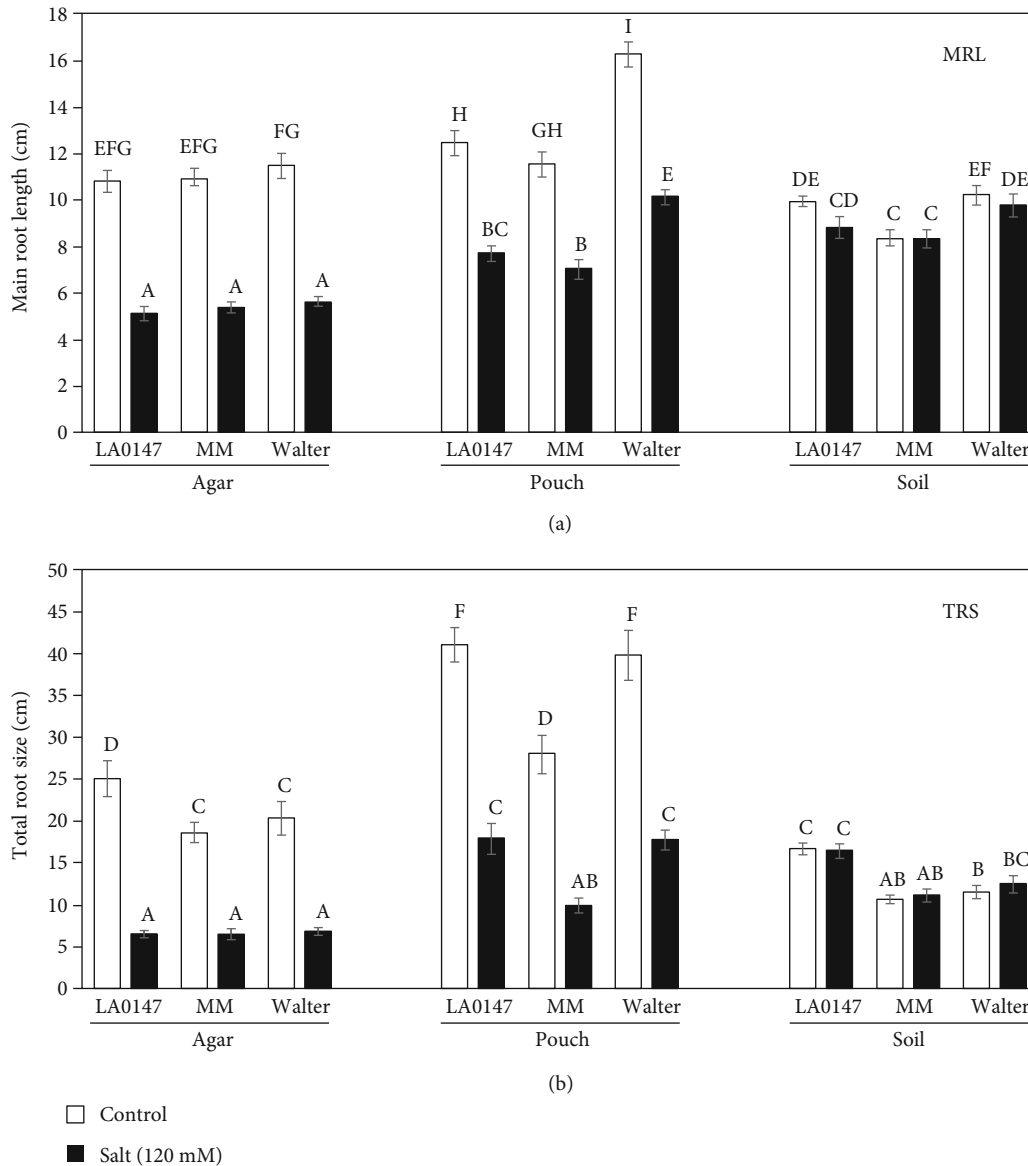 18
16
14
12
10
8
6
4
2
0
Main root length (cm)
MRL
EFG
A
EFG
A
FG
A
H
BC
GH
B
I
E
DE
CD
C
C
EF
DE
LA0147 MM Walter LA0147 MM Walter LA0147 MM Walter
Agar Pouch Soil
(a)
50
45
40
35
30
25
20
15
10
5
0
Total root size (cm)
TRS
D
A
C
A
C
A
F
C
D
AB
F
C
C
C
AB
AB
B
BC
LA0147 MM Walter LA0147 MM Walter LA0147 MM Walter
Agar Pouch Soil
(b)
Control
Salt (120 mM)